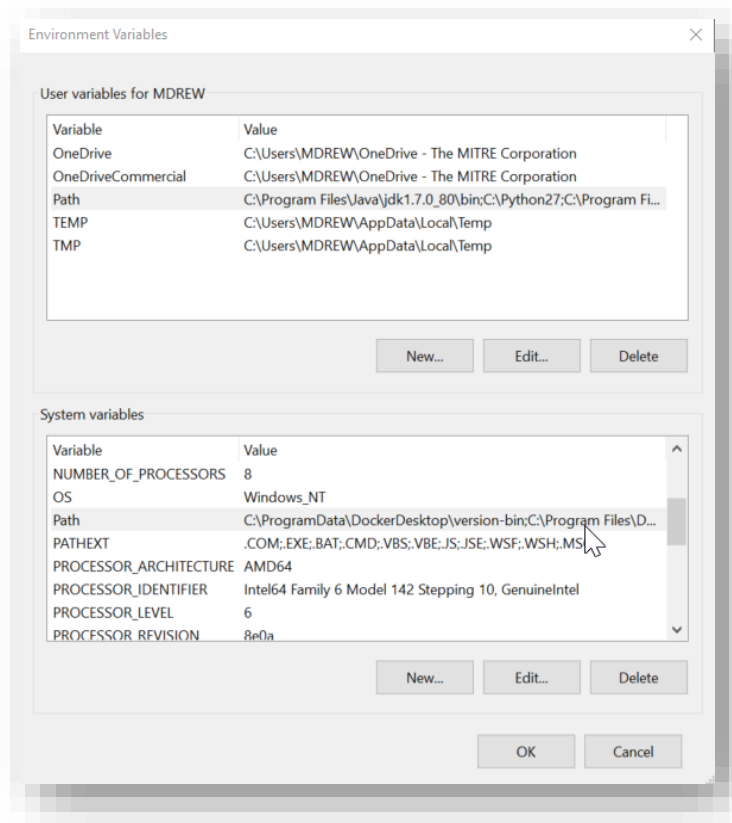 Environment Variables
User variables for MDREW
Variable Value
OneDrive C:\Users\MDREW\OneDrive - The MITRE Corporation
OneDriveCommercial C:\Users\MDREW\OneDrive - The MITRE Corporation
Path C:\Program Files\Java\jdk1.7.0_80\bin;C:\Python27;C:\Program Fi...
TEMP C:\Users\MDREW\AppData\Local\Temp
TMP C:\Users\MDREW\AppData\Local\Temp
New... Edit... Delete
System variables
Variable Value
NUMBER_OF_PROCESSORS 8
OS Windows_NT
Path C:\ProgramData\DockerDesktop\version-bin;C:\Program Files\D...
PATHEXT .COM;.EXE;.BAT;.CMD;.VBS;.VBE;.JS;.JSE;.WSF;.WSH;.MSC
PROCESSOR_ARCHITECTURE AMD64
PROCESSOR_IDENTIFIER Intel64 Family 6 Model 142 Stepping 10, GenuineIntel
PROCESSOR_LEVEL 6
PROCESSOR_REVISION 8e0a
New... Edit... Delete
OK Cancel